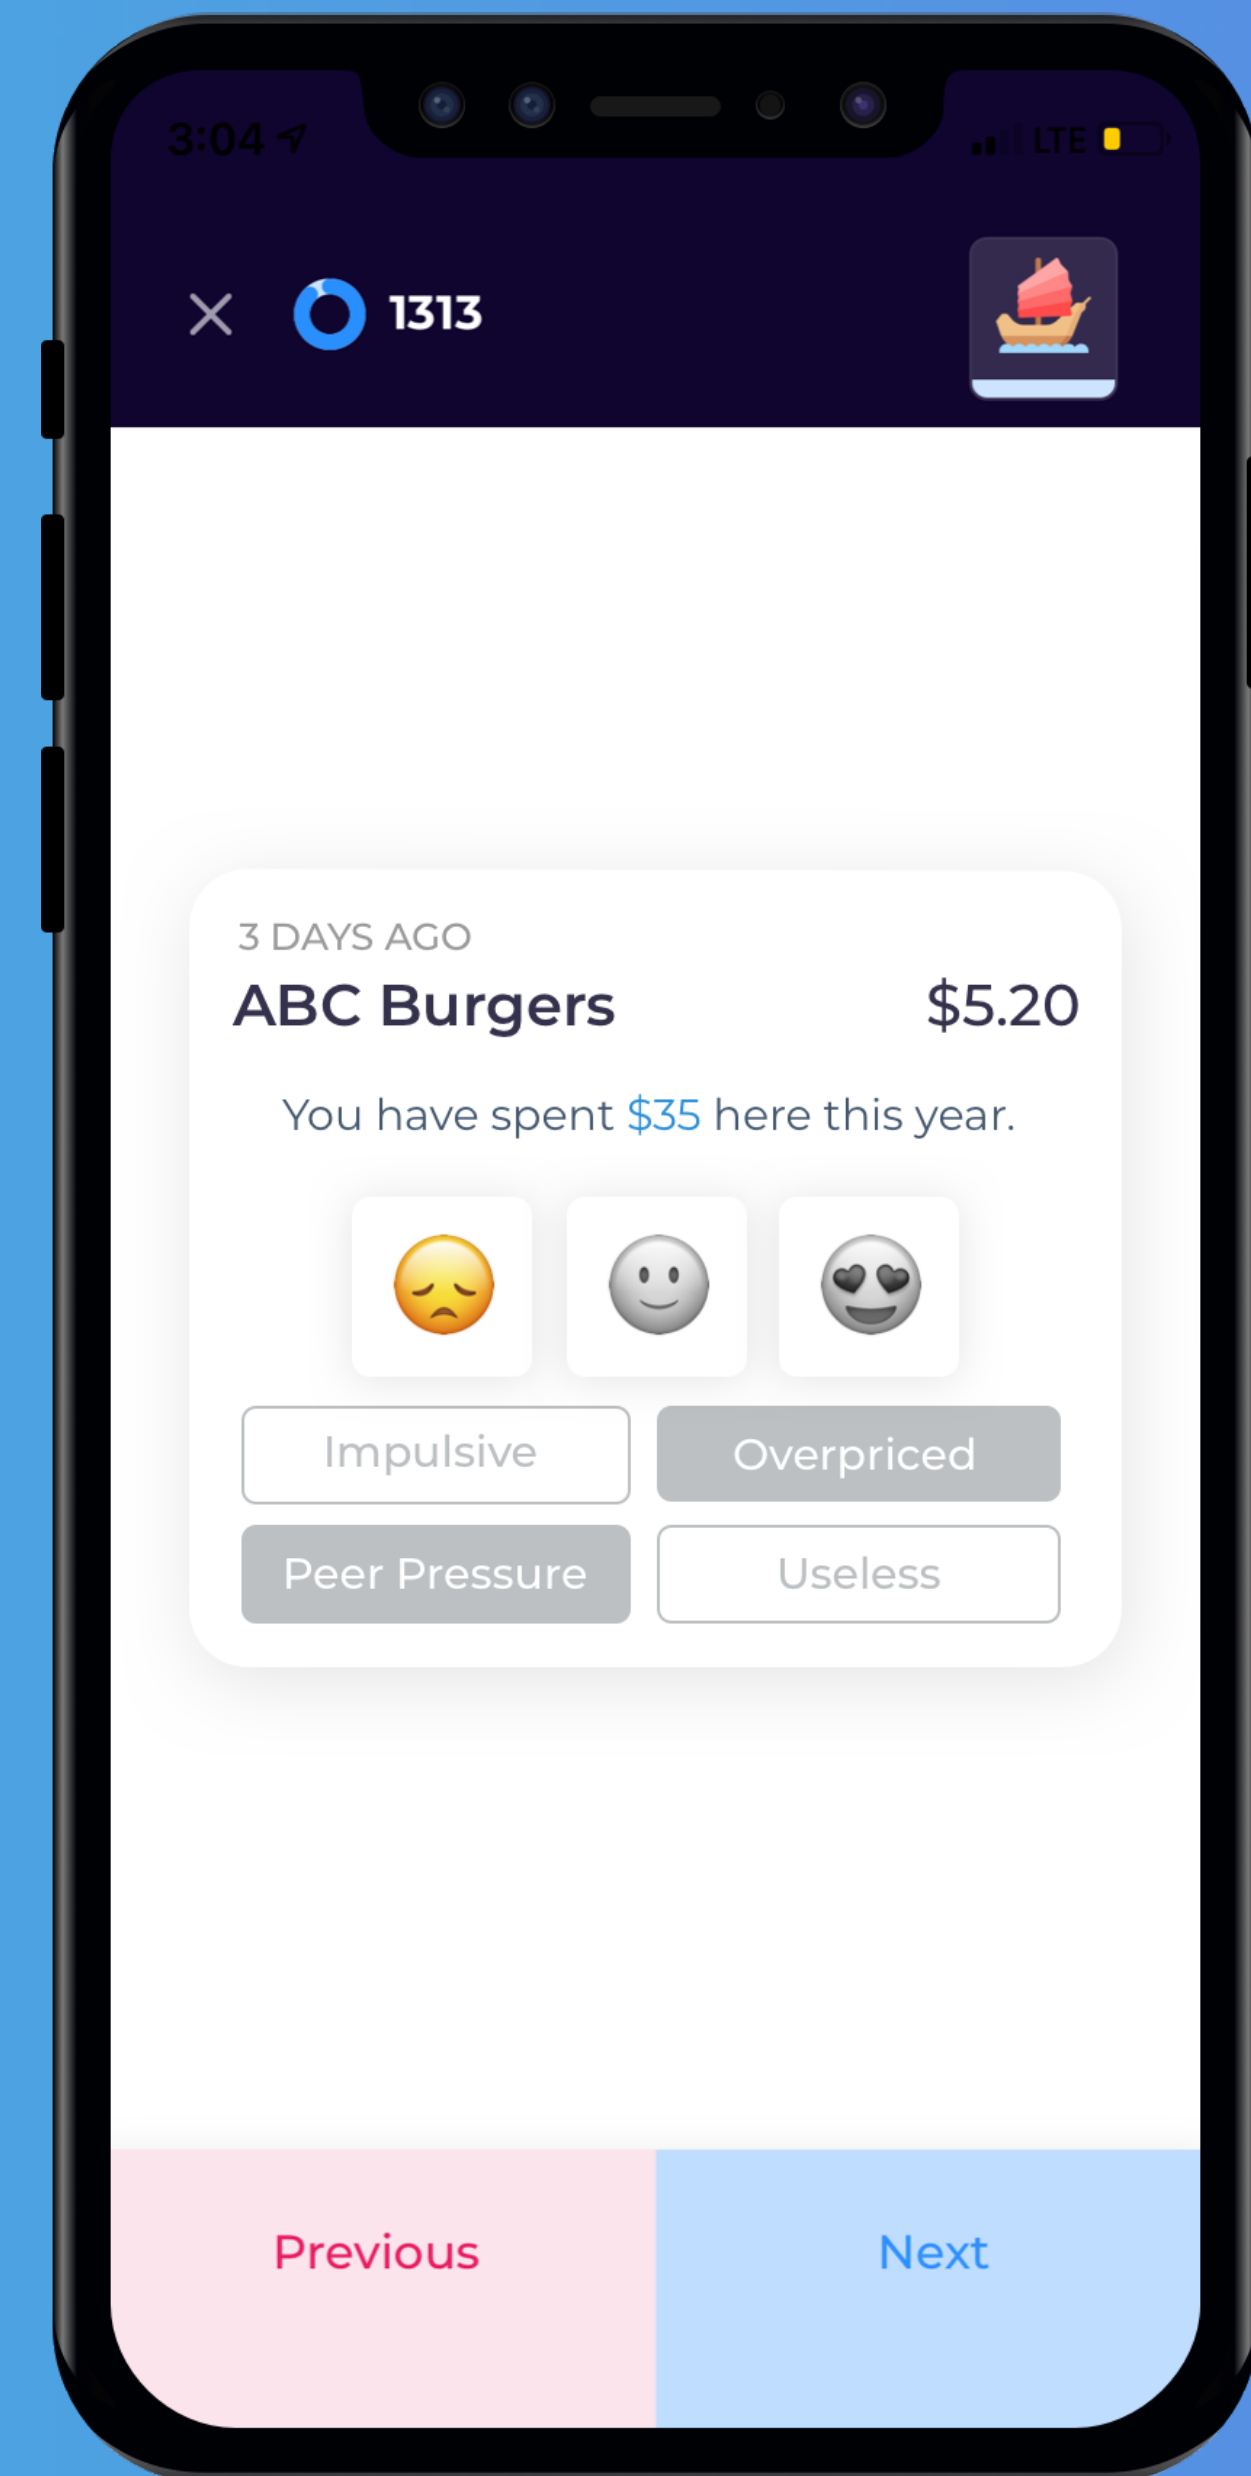 3:04 LTE
1313
3 DAYS AGO
ABC Burgers $5.20
You have spent $35 here this year.
Impulsive Overpriced
Peer Pressure Useless
Previous Next